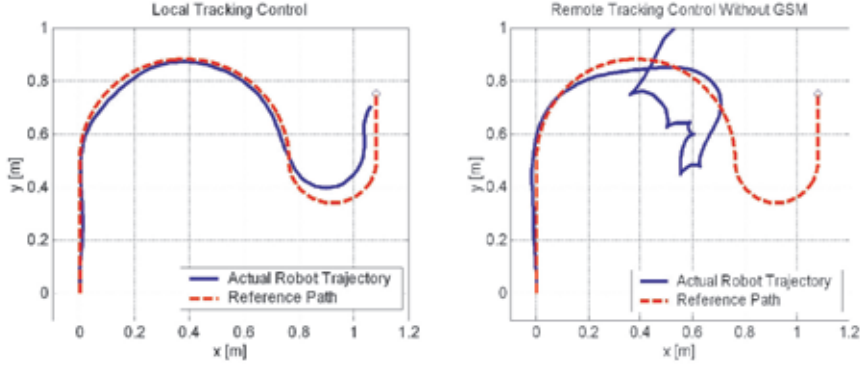 Local Tracking Control
1
0.8
0.6
0.4
0.2
0
y [m]
0 0.2 0.4 0.6 0.8 1 1.2
x [m]
Actual Robot Trajectory
Reference Path
Remote Tracking Control Without GSM
1
0.8
0.6
0.4
0.2
0
y [m]
0 0.2 0.4 0.6 0.8 1 1.2
x [m]
Actual Robot Trajectory
Reference Path